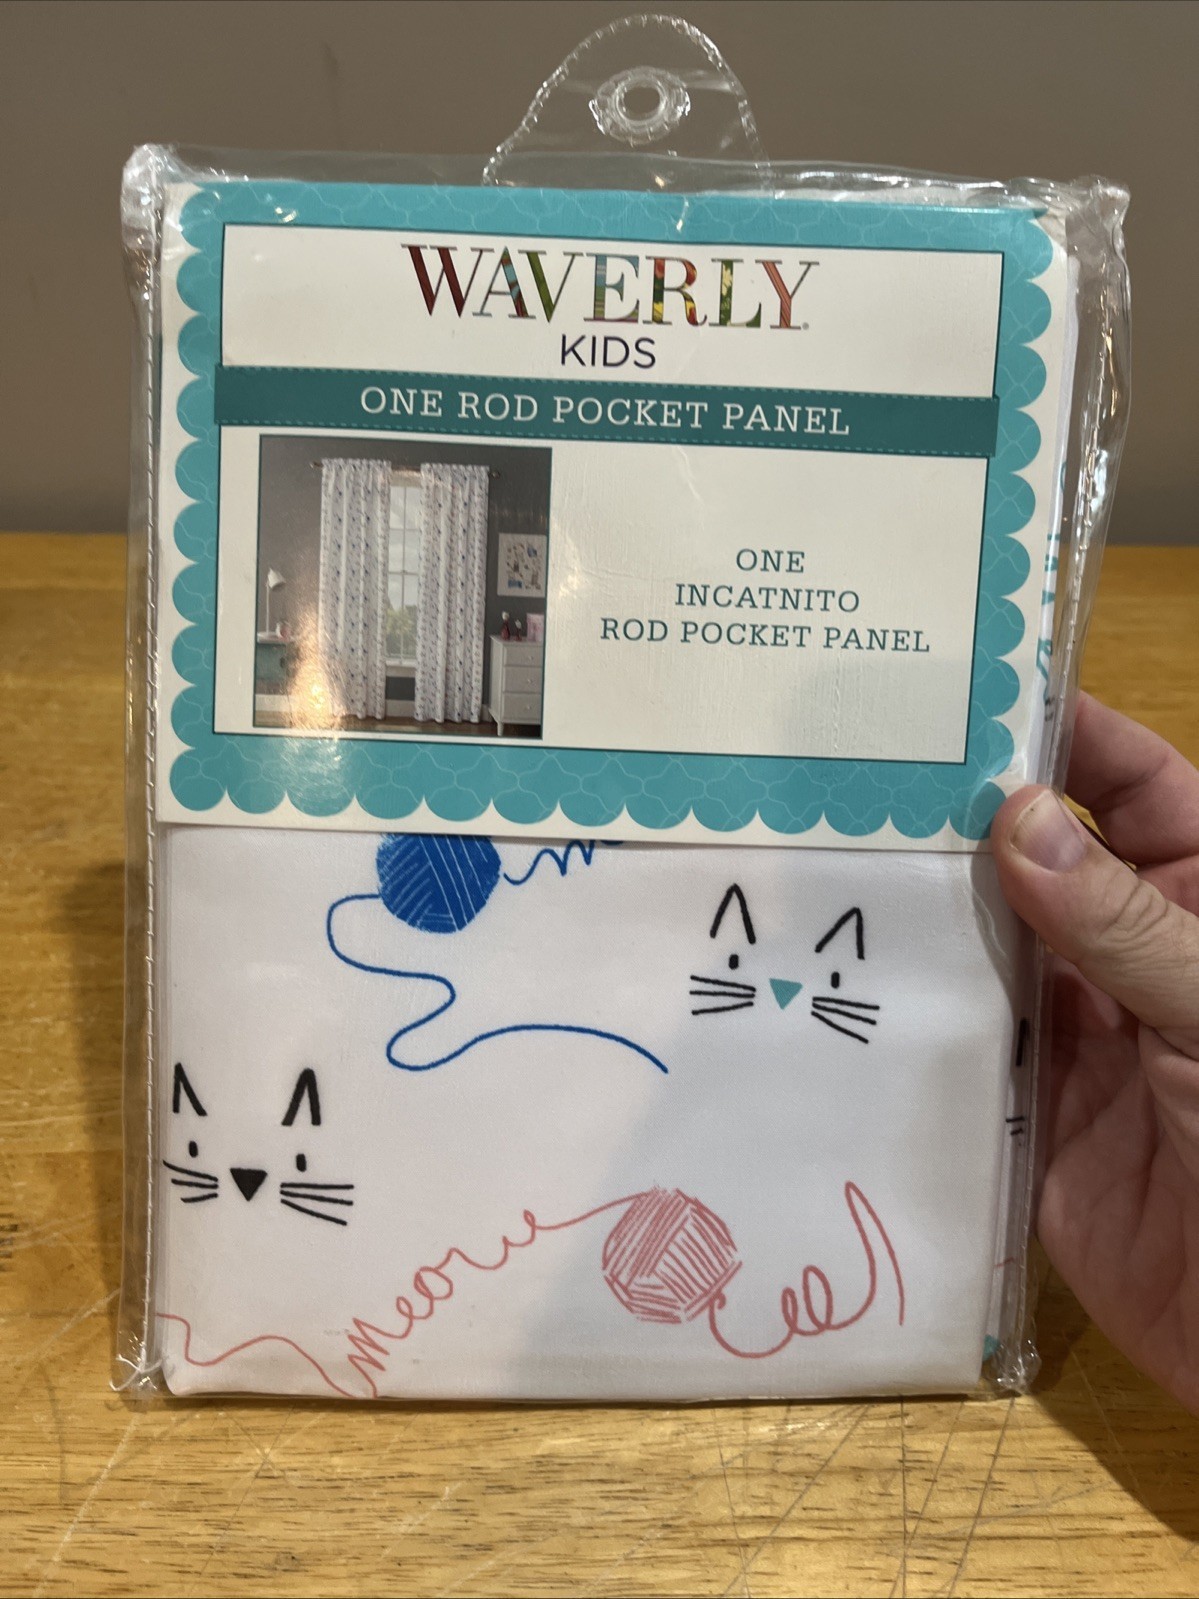 WAVERLY
KIDS
ONE ROD POCKET PANEL
ONE
INCATNITO
ROD POCKET PANEL
meow